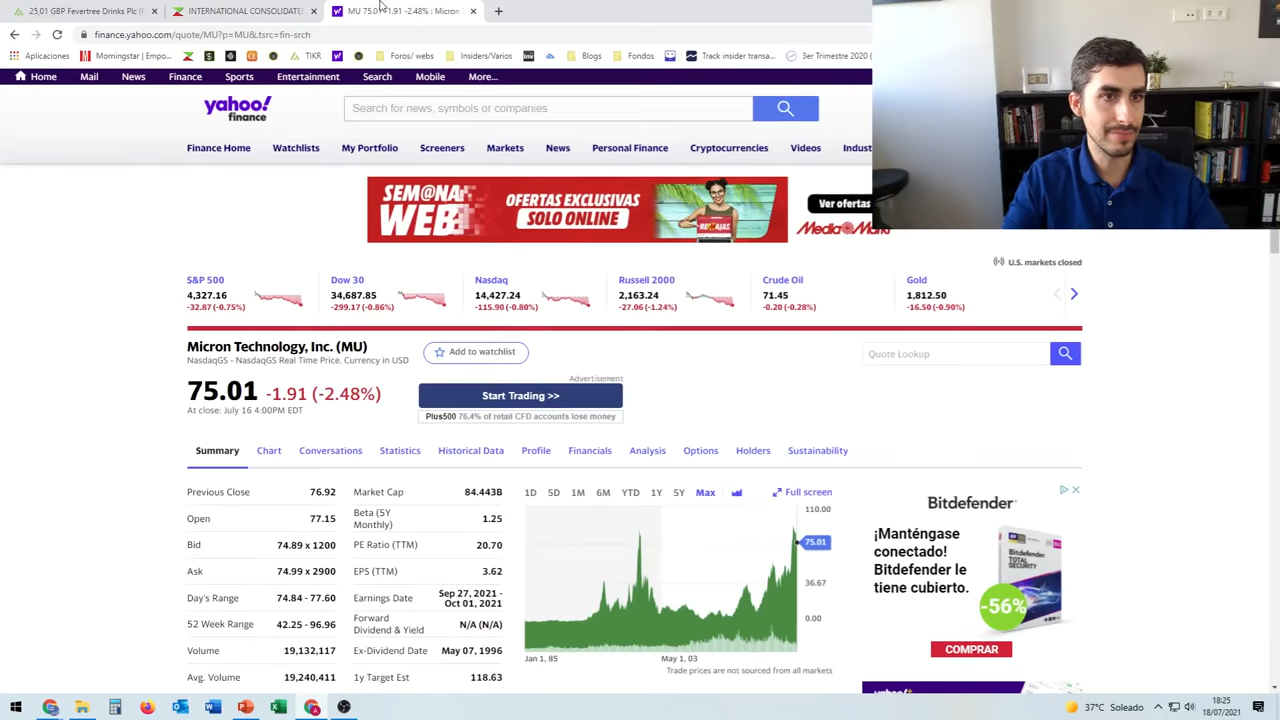 25,01 GBP Fevertree Drinks Plc (F
INTERNATIONAL CONSOLIDATED
MU 75.01 -1.91 -2.48% : Micron
finance.yahoo.com/quote/MU?p=MU&.tsrc=fin-srch
Aplicaciones
Morningstar | Empo...
TIKR
Foros/ webs
Insiders/Varios
Blogs
Fondos
Track insider transa...
3er Trimestre 2020 (
Home
Mail
News
Finance
Sports
Entertainment
Search
Mobile
More...
yahoo!
finance
Search for news, symbols or companies
Finance Home
Watchlists
My Portfolio
Screeners
Markets
News
Personal Finance
Cryptocurrencies
Videos
Indust
SEM@NA
WEB
OFERTAS EXCLUSIVAS
SOLO ONLINE
Ver ofertas
MediaMarkt
U.S. markets closed
S&P 500
4,327.16
-32.87 (-0.75%)
Dow 30
34,687.85
-299.17 (-0.86%)
Nasdaq
14,427.24
-115.90 (-0.80%)
Russell 2000
2,163.24
-27.06 (-1.24%)
Crude Oil
71.45
-0.20 (-0.28%)
Gold
1,812.50
-16.50 (-0.90%)
Micron Technology, Inc. (MU)
NasdaqGS - NasdaqGS Real Time Price. Currency in USD
Add to watchlist
Quote Lookup
75.01 -1.91 (-2.48%)
At close: July 16 4:00PM EDT
Advertisement
Start Trading >>
Plus500 76.4% of retail CFD accounts lose money
Summary
Chart
Conversations
Statistics
Historical Data
Profile
Financials
Analysis
Options
Holders
Sustainability
Previous Close 76.92
Open 77.15
Bid 74.89 x 1200
Ask 74.99 x 2900
Day's Range 74.84 - 77.60
52 Week Range 42.25 - 96.96
Volume 19,132,117
Avg. Volume 19,240,411
Market Cap 84.443B
Beta (5Y
Monthly) 1.25
PE Ratio (TTM) 20.70
EPS (TTM) 3.62
Earnings Date Sep 27, 2021 -
Oct 01, 2021
Forward
Dividend & Yield N/A (N/A)
Ex-Dividend Date May 07, 1996
1y Target Est 118.63
1D 5D 1M 6M YTD 1Y 5Y Max
Full screen
110.00
75.01
36.67
0.00
Jan 1, 85
May 1, 03
Trade prices are not sourced from all markets
Bitdefender
¡Manténgase
conectado!
Bitdefender le
tiene cubierto.
Bitdefender
TOTAL
SECURITY
-56%
COMPRAR
37°C Soleado
18:25
18/07/2021